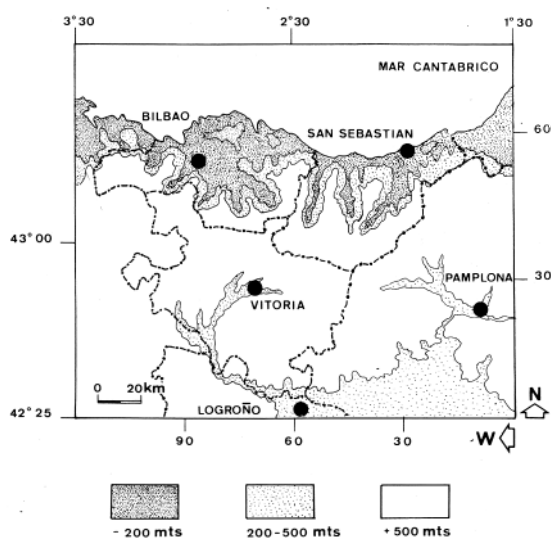 3°30 2°30 1°30
MAR CANTABRICO
BILBAO
SAN SEBASTIAN
60
43°00
30
PAMPLONA
VITORIA
0 20km
LOGROÑO
42°25
N
90 60 30 W
- 200 mts 200-500 mts + 500 mts